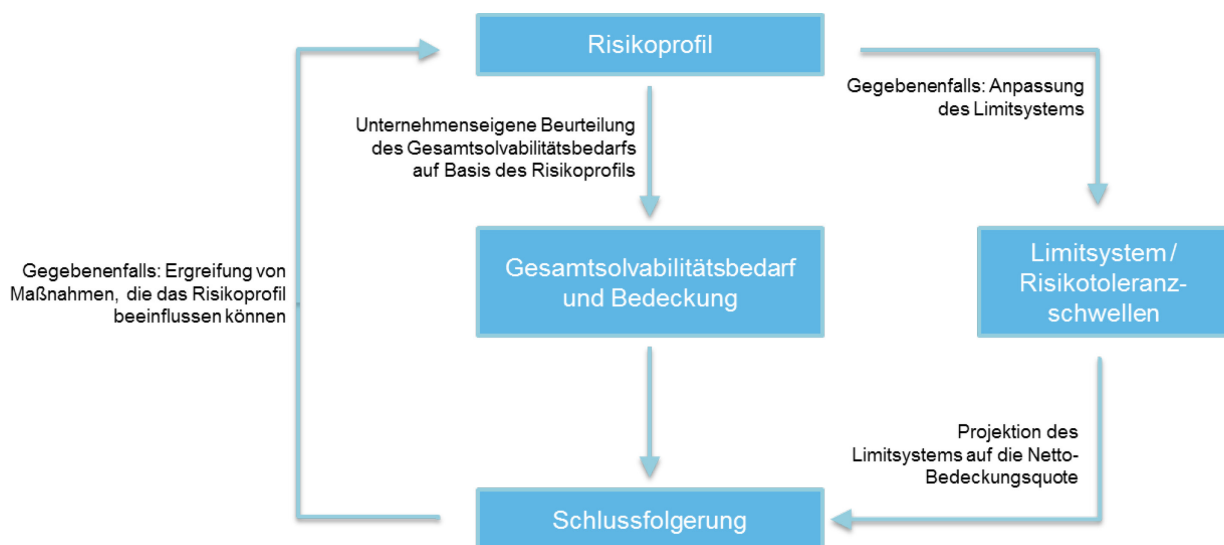 Risikoprofil
Gegebenenfalls: Anpassung
des Limitsystems
Unternehmenseigene Beurteilung
des Gesamtsolvabilitätsbedarfs
auf Basis des Risikoprofils
Gesamtsolvabilitätsbedarf
und Bedeckung
Limitsystem /
Risikotoleranz-
schwellen
Gegebenenfalls: Ergreifung von
Maßnahmen, die das Risikoprofil
beeinflussen können
Projektion des
Limitsystems auf die Netto-
Bedeckungsquote
Schlussfolgerung